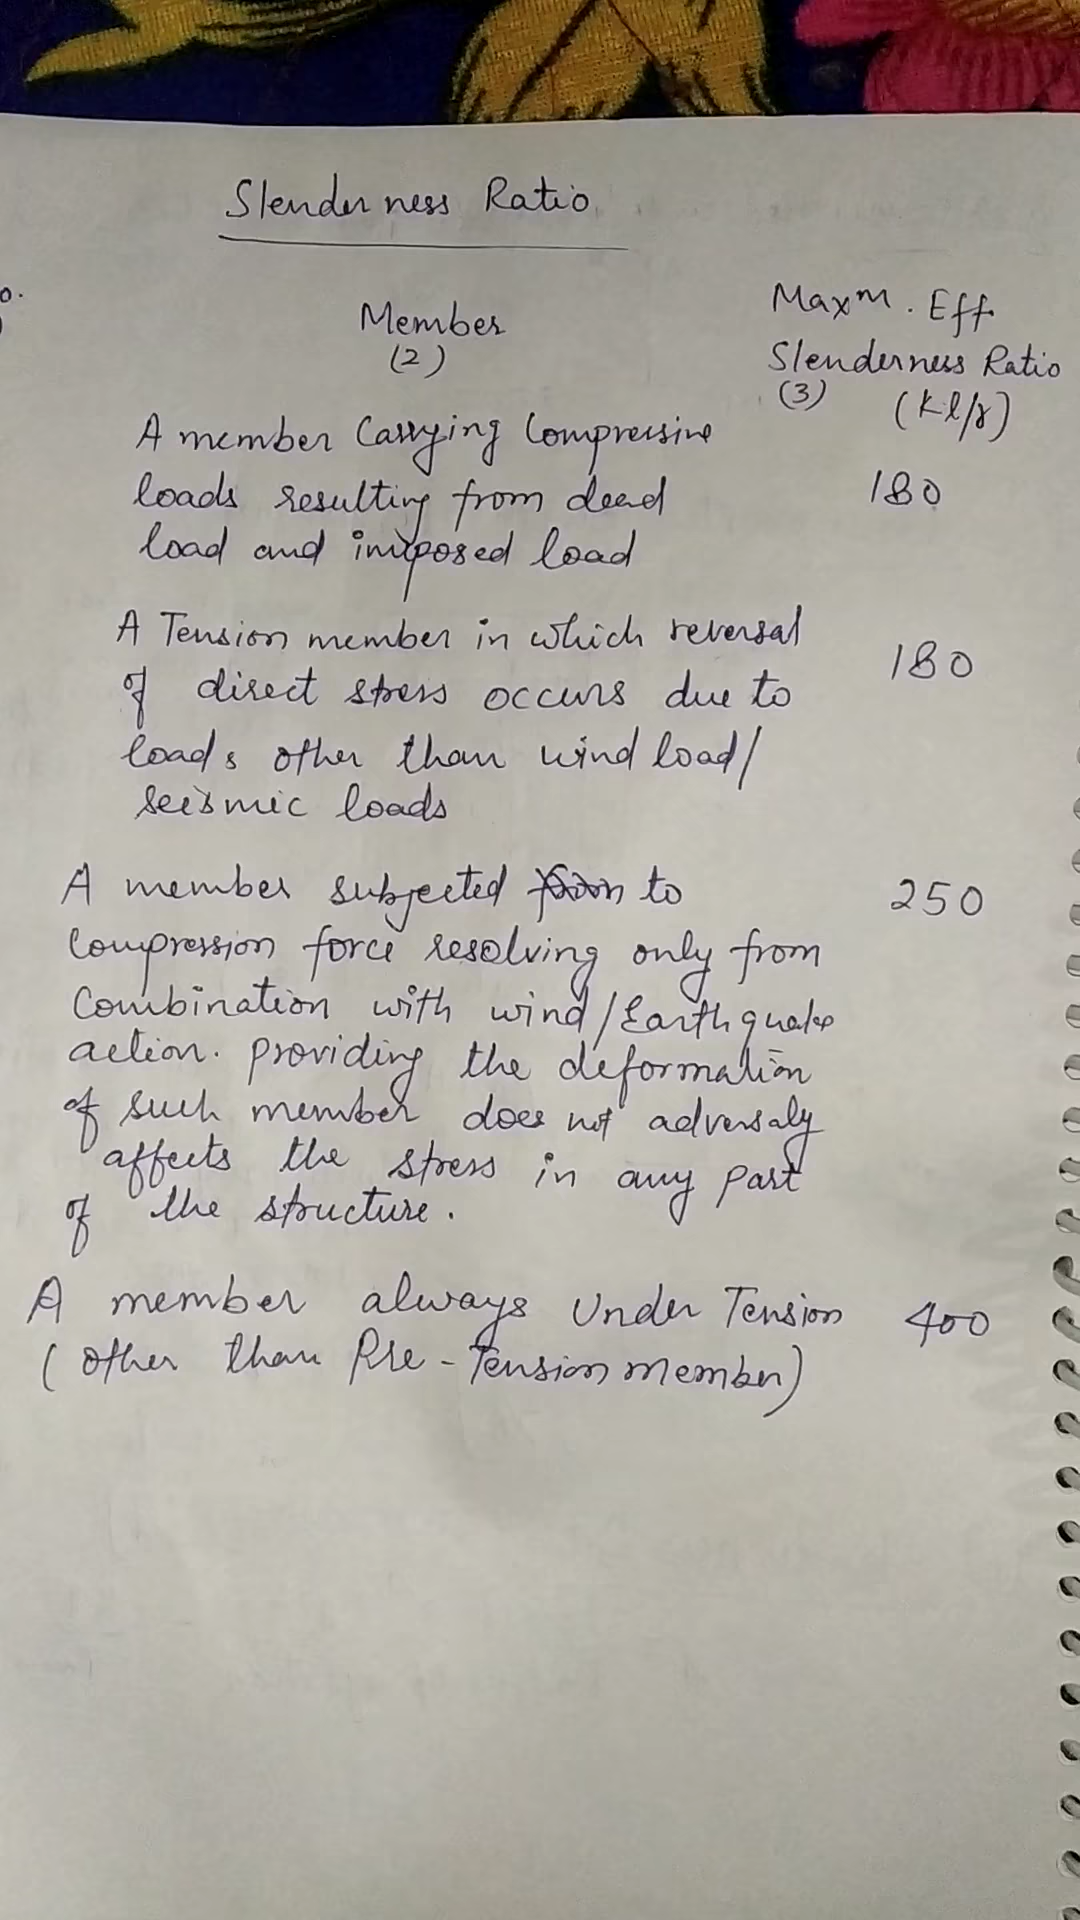 Slenderness Ratio
Member
(2)
Maxm. Eff
Slenderness Ratio
(3) (Kl/r)
A member Carrying Compressive
loads resulting from dead
load and imposed load
180
A Tension member in which reversal
of direct stress occurs due to
loads other than wind load/
seismic loads
180
A member subjected to
Compression force resolving only from
Combination with wind/Earthquake
action. providing the deformation
of such member does not adversaly
affects the stress in any part
of the structure.
250
A member always Under Tension
(other than Pre-Tension member)
400